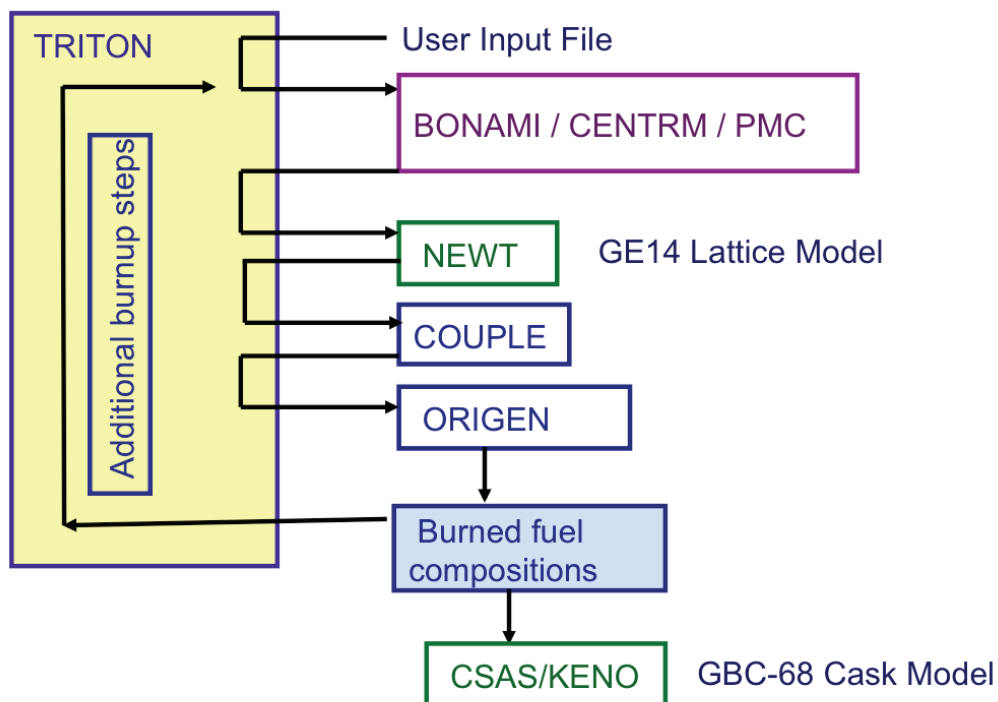 TRITON
User Input File
BONAMI / CENTRM / PMC
Additional burnup steps
NEWT
GE14 Lattice Model
COUPLE
ORIGEN
Burned fuel
compositions
CSAS/KENO
GBC-68 Cask Model